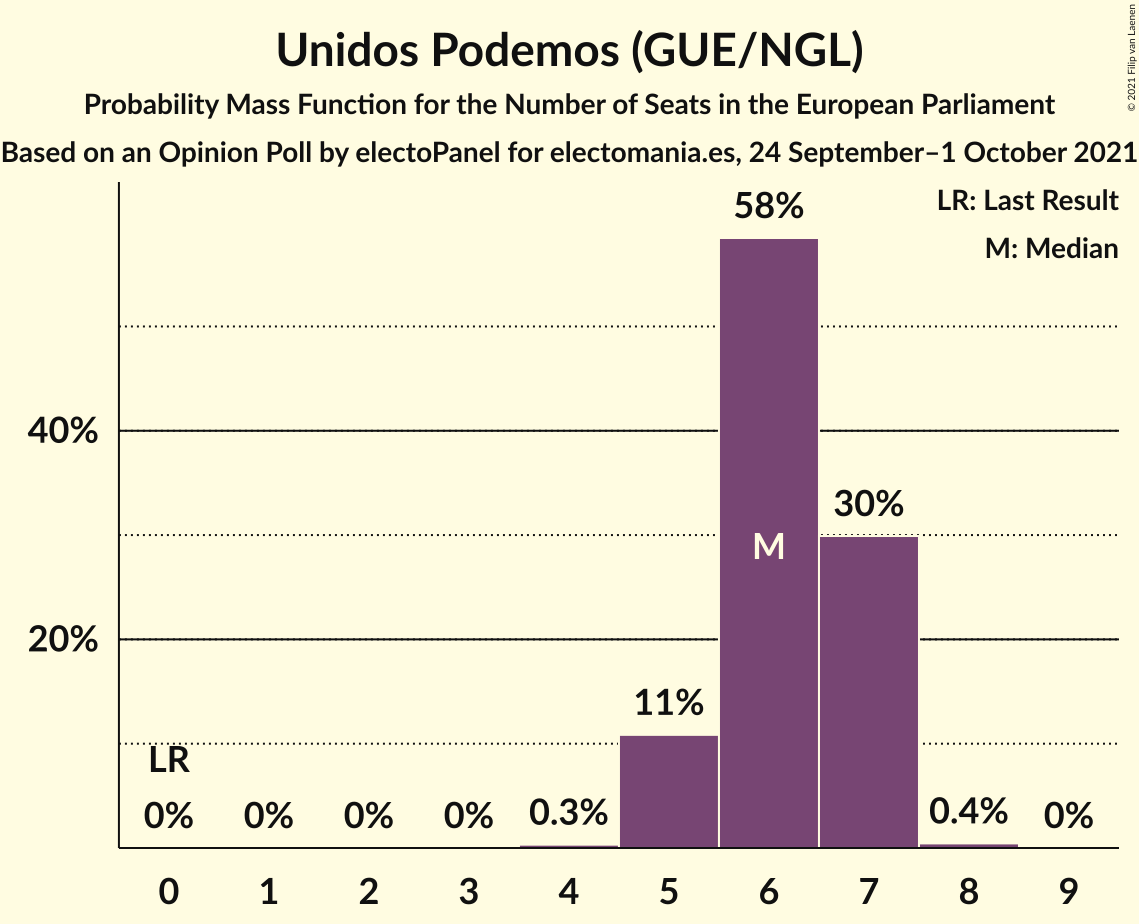 Unidos Podemos (GUE/NGL)
Probability Mass Function for the Number of Seats in the European Parliament
Based on an Opinion Poll by electoPanel for electomania.es, 24 September–1 October 2021
© 2021 Filip van Laenen
LR: Last Result
M: Median
58%
40%
30%
M
20%
11%
LR
0% 0% 0% 0% 0.3% 0.4% 0%
0 1 2 3 4 5 6 7 8 9